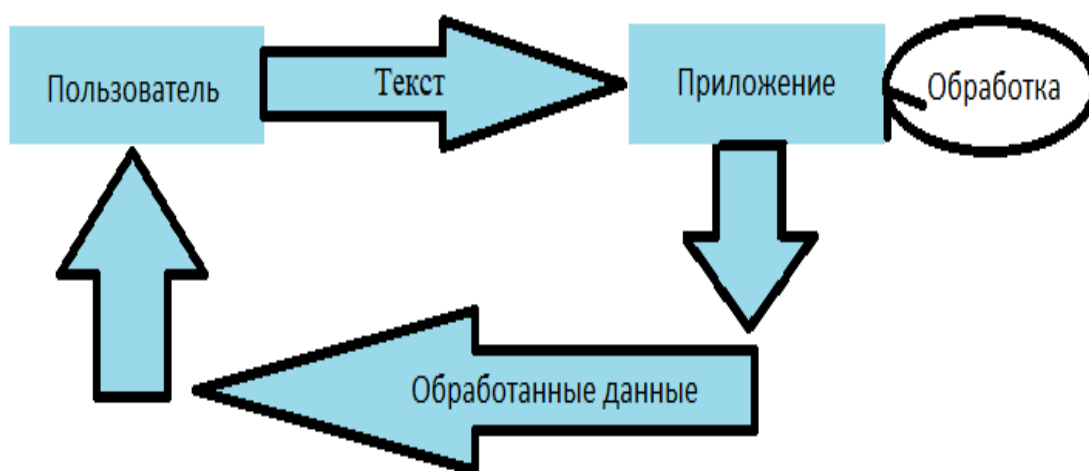 Пользователь
Текст
Приложение
Обработка
Обработанные данные